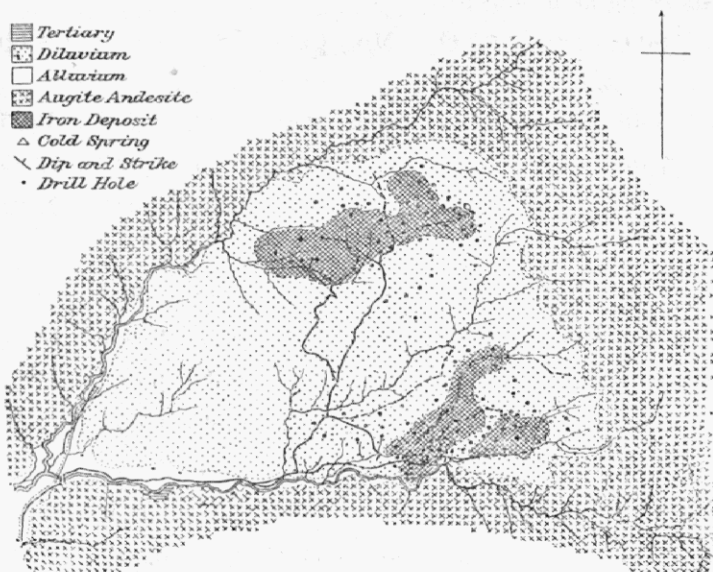 Tertiary
Diluvium
Alluvium
Augite Andesite
Iron Deposit
Cold Spring
Dip and Strike
Drill Hole